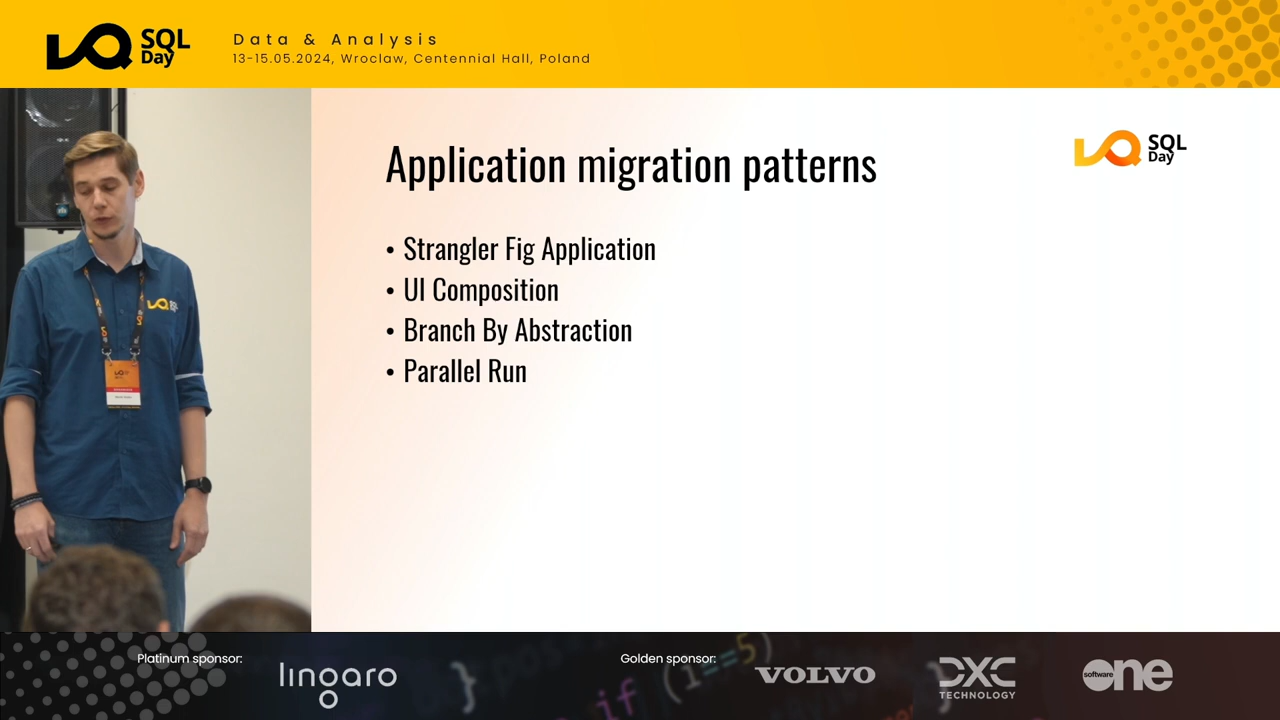 SQL
Day
Data & Analysis
13-15.05.2024, Wroclaw, Centennial Hall, Poland
Application migration patterns
SQL
Day
• Strangler Fig Application
• UI Composition
• Branch By Abstraction
• Parallel Run
Platinum sponsor:
lingaro
Golden sponsor:
VOLVO
DXC
TECHNOLOGY
software one